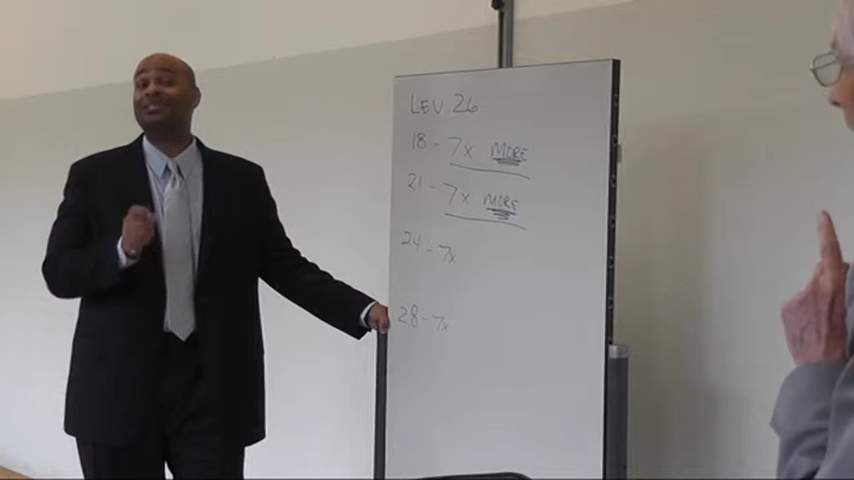 LEV 26
18 - 7x MORE
21 - 7x MORE
24 - 7x
28 - 7x